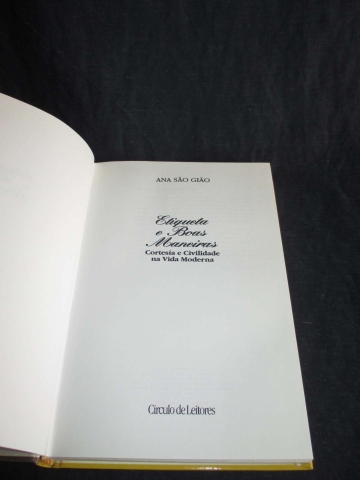 ANA SÃO GIÃO
Etiqueta
e Boas
Maneiras
Cortesia e Civilidade
na Vida Moderna
Círculo de Leitores